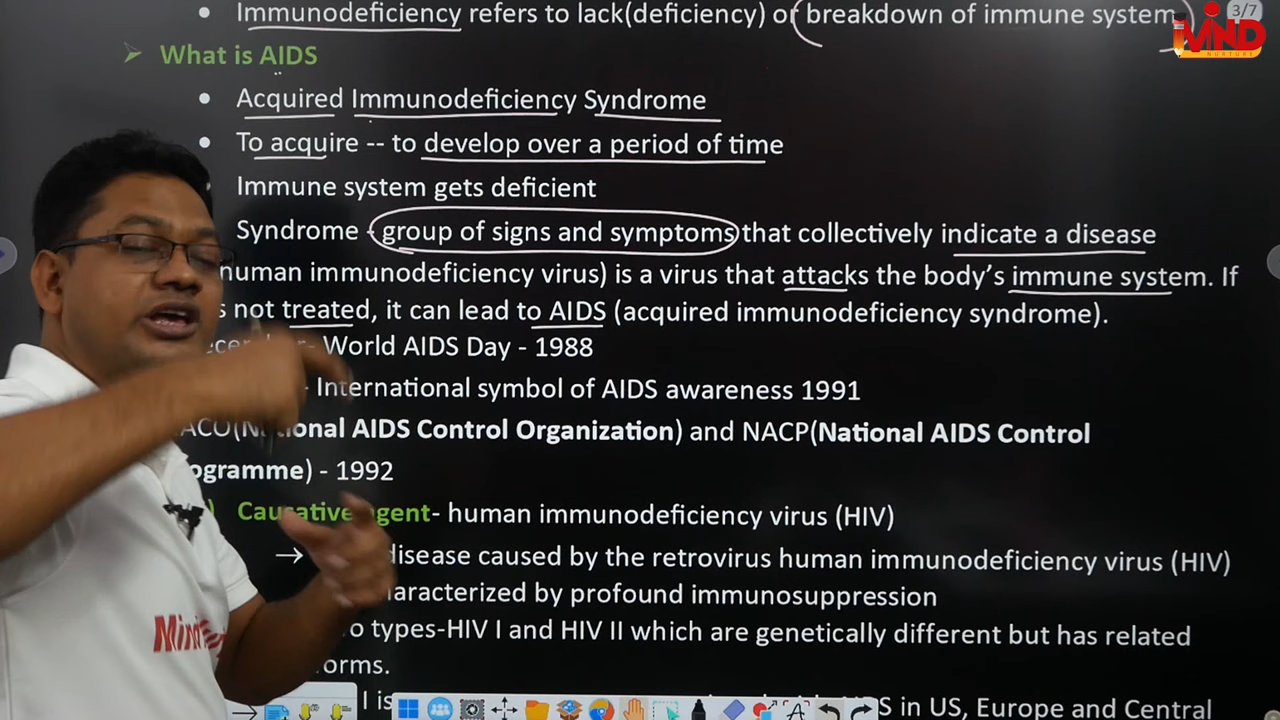 Immunodeficiency refers to lack(deficiency) or breakdown of immune system
MIND
NURTURE
3/7
What is AIDS
Acquired Immunodeficiency Syndrome
To acquire -- to develop over a period of time
Immune system gets deficient
Syndrome - group of signs and symptoms that collectively indicate a disease
human immunodeficiency virus) is a virus that attacks the body's immune system. If
not treated, it can lead to AIDS (acquired immunodeficiency syndrome).
World AIDS Day - 1988
- International symbol of AIDS awareness 1991
AIDS Control Organization) and NACP(National AIDS Control
ogramme) - 1992
Causative agent- human immunodeficiency virus (HIV)
→ disease caused by the retrovirus human immunodeficiency virus (HIV)
aracterized by profound immunosuppression
o types-HIV I and HIV II which are genetically different but has related
orms.
I is
S in US, Europe and Central
Mind